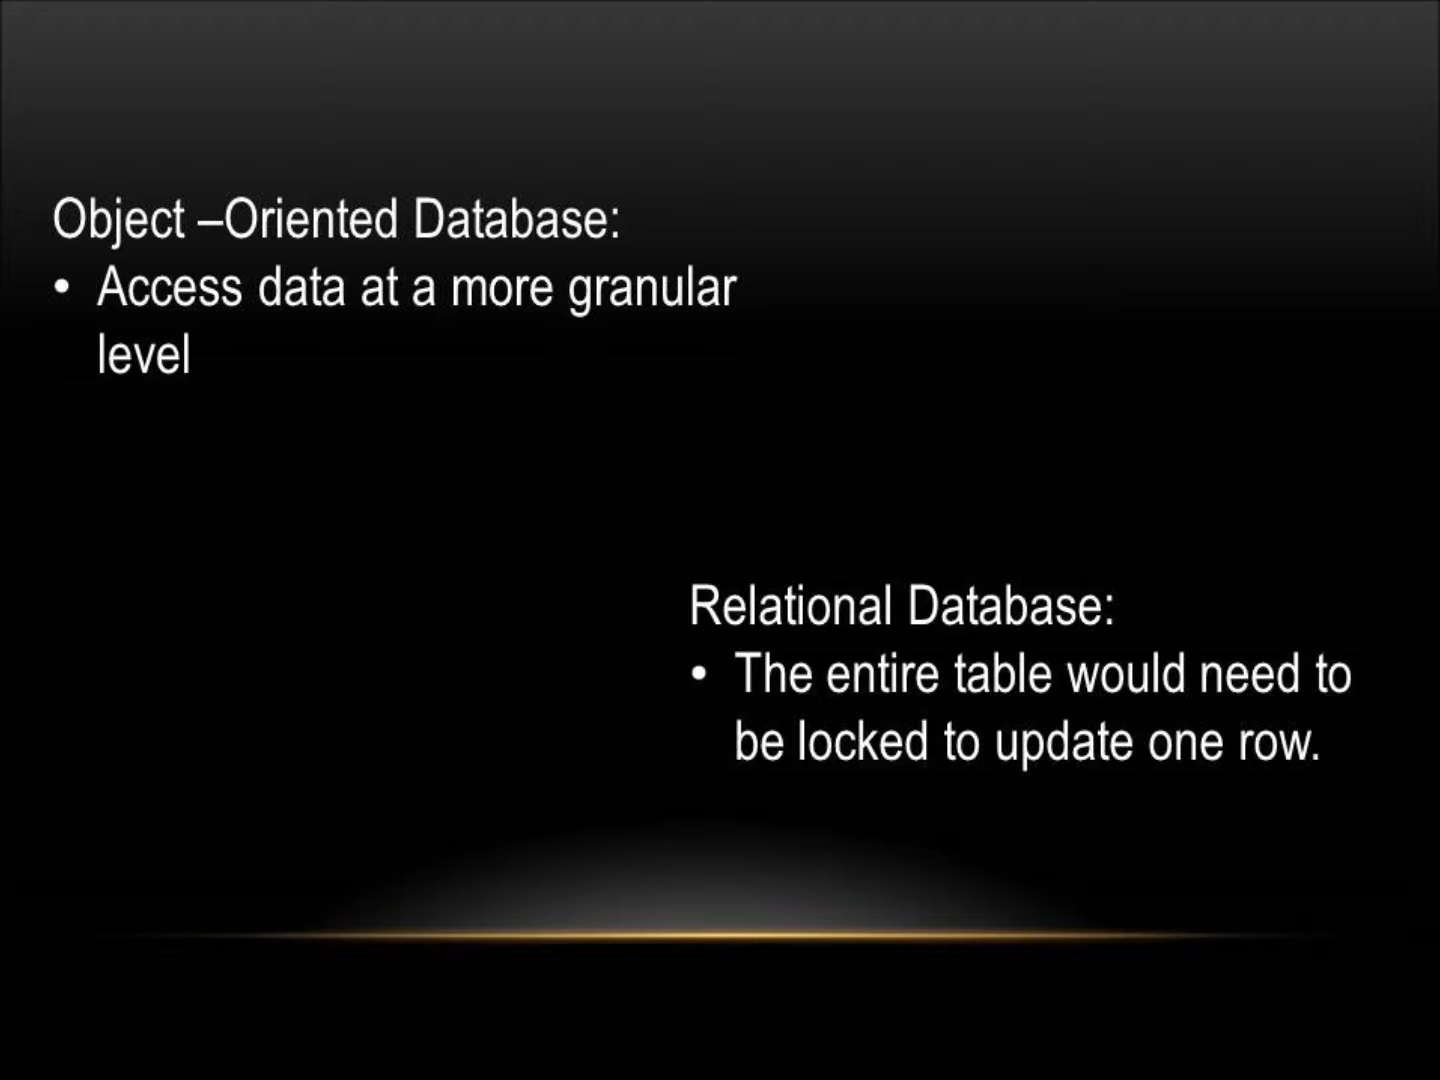 Object –Oriented Database:
• Access data at a more granular
level
Relational Database:
• The entire table would need to
be locked to update one row.